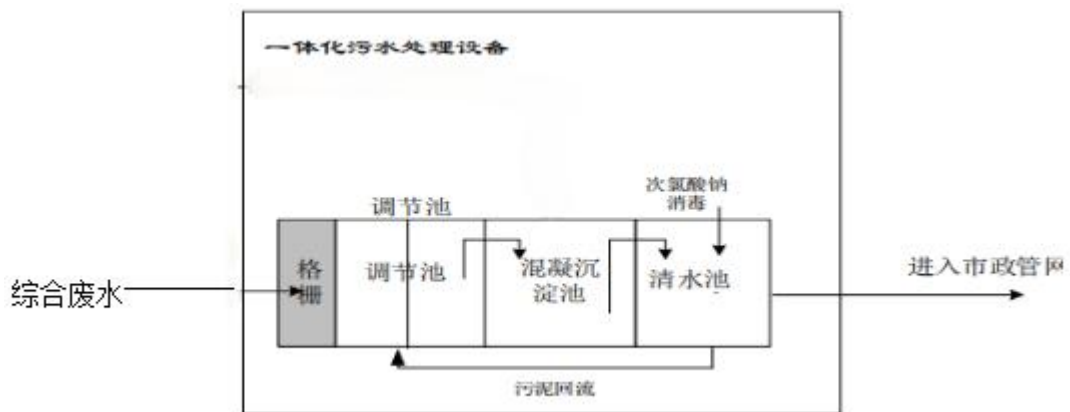 一体化污水处理设备
次氯酸钠
消毒
调节池
格
栅
调节池
混凝沉
淀池
清水池
综合废水
进入市政管网
污泥回流